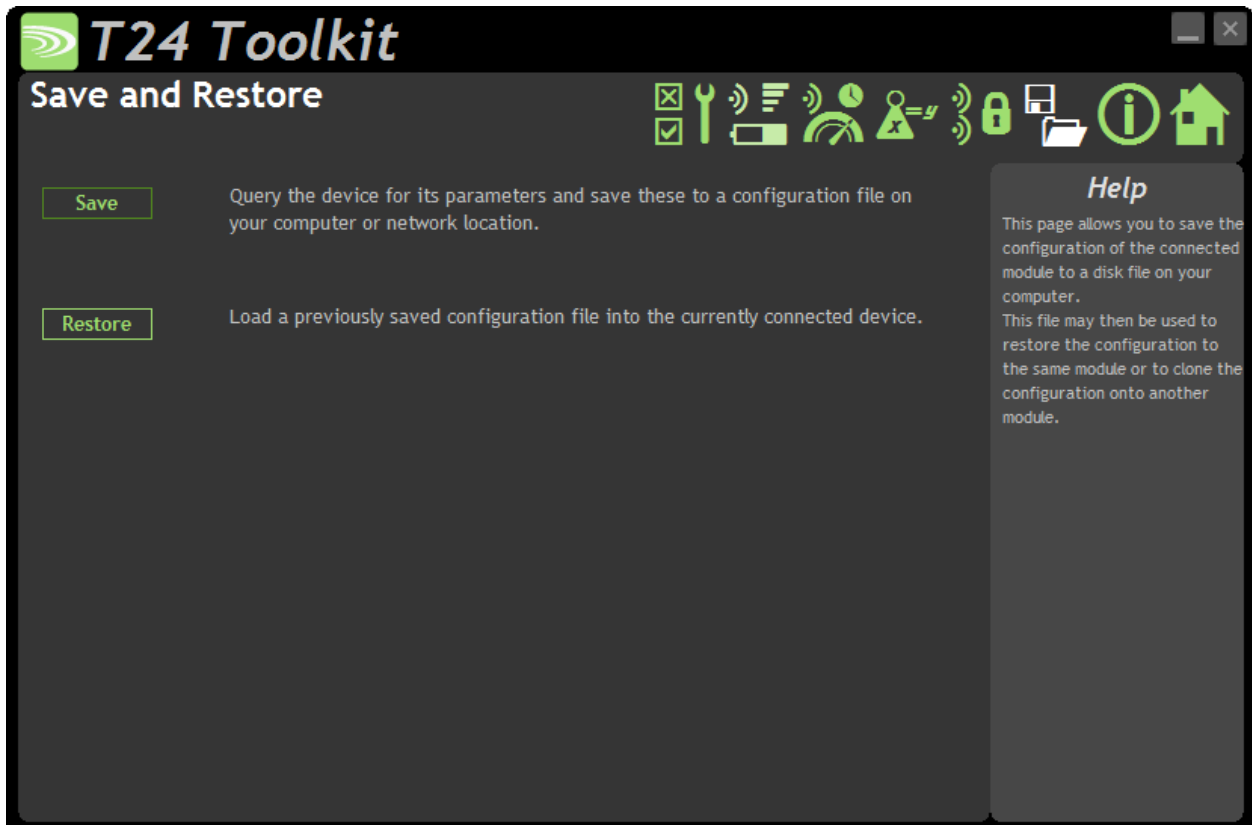 T24 Toolkit
Save and Restore
x=y
Save
Query the device for its parameters and save these to a configuration file on
your computer or network location.
Restore
Load a previously saved configuration file into the currently connected device.
Help
This page allows you to save the
configuration of the connected
module to a disk file on your
computer.
This file may then be used to
restore the configuration to
the same module or to clone the
configuration onto another
module.